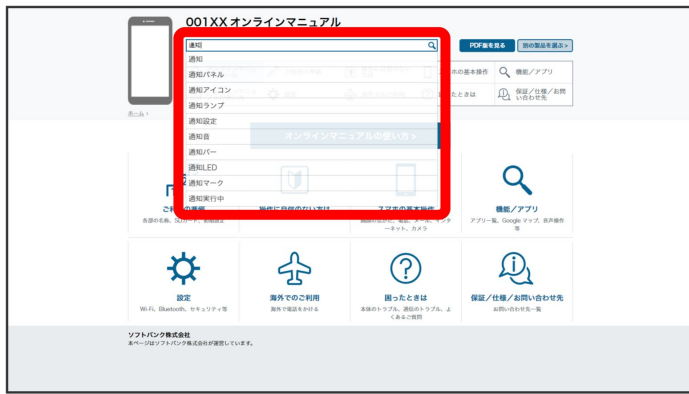 001XX オンラインマニュアル
通知
PDF版を見る
別の製品を選ぶ>
通知
通知パネル
通知アイコン
通知ランプ
通知設定
通知音
通知バー
通知LED
通知マーク
通知実行中
ホの基本操作
機能／アプリ
たときは
保証／仕様／お問い合わせ先
ホーム›
オンラインマニュアルの使い方 >
機能／アプリ
アプリ一覧、Google マップ、音声操作等
設定
Wi-Fi、Bluetooth、セキュリティ等
海外でのご利用
海外で電話をかける
困ったときは
本体のトラブル、通信のトラブル、よくあるご質問
保証／仕様／お問い合わせ先
お問い合わせ先一覧
ソフトバンク株式会社
本ページはソフトバンク株式会社が運営しています。